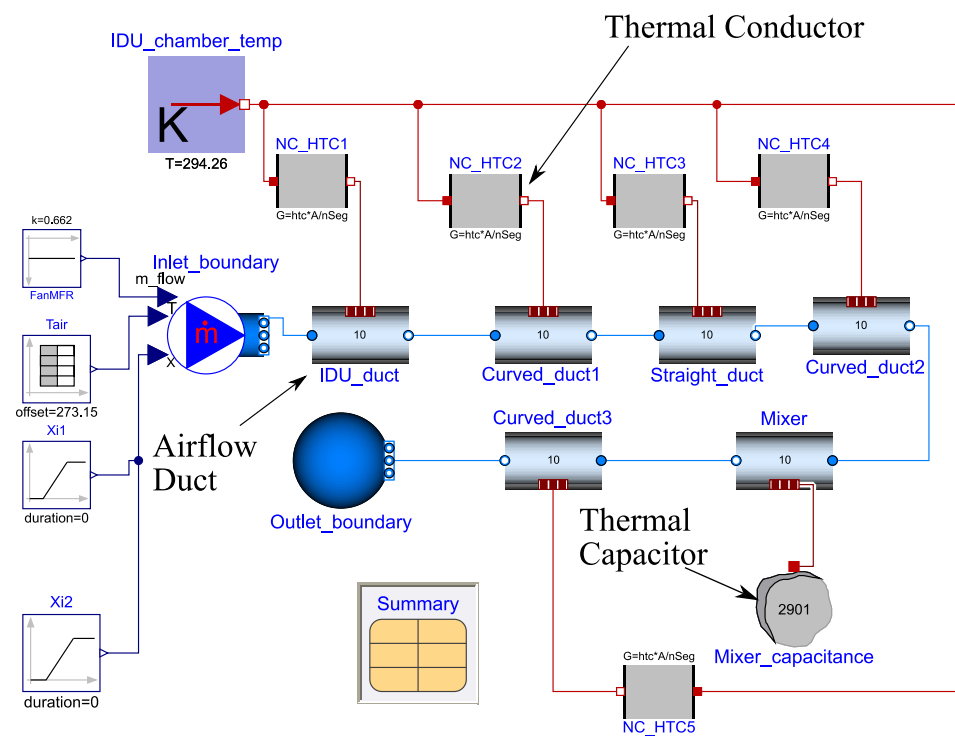 Thermal Conductor
IDU_chamber_temp
K
T=294.26
NC_HTC1
NC_HTC2
NC_HTC3
NC_HTC4
G=htc*A/nSeg
G=htc*A/nSeg
G=htc*A/nSeg
G=htc*A/nSeg
k=0.662
FanMFR
Inlet_boundary
m_flow
T
X
ṁ
Tair
offset=273.15
10
10
10
10
IDU_duct
Curved_duct1
Straight_duct
Curved_duct2
Airflow
Duct
Xi1
duration=0
Outlet_boundary
Curved_duct3
10
Mixer
10
Thermal
Capacitor
2901
Mixer_capacitance
Xi2
duration=0
Summary
G=htc*A/nSeg
NC_HTC5